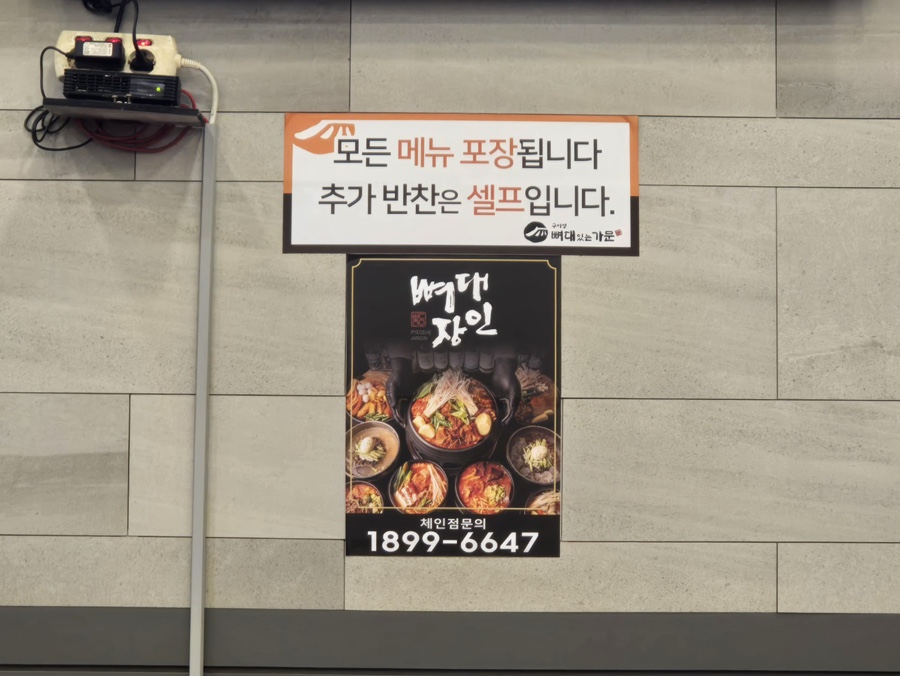 모든 메뉴 포장됩니다
추가 반찬은 셀프입니다.
뼈대있는가문
뼈대
장인
체인점문의
1899-6647